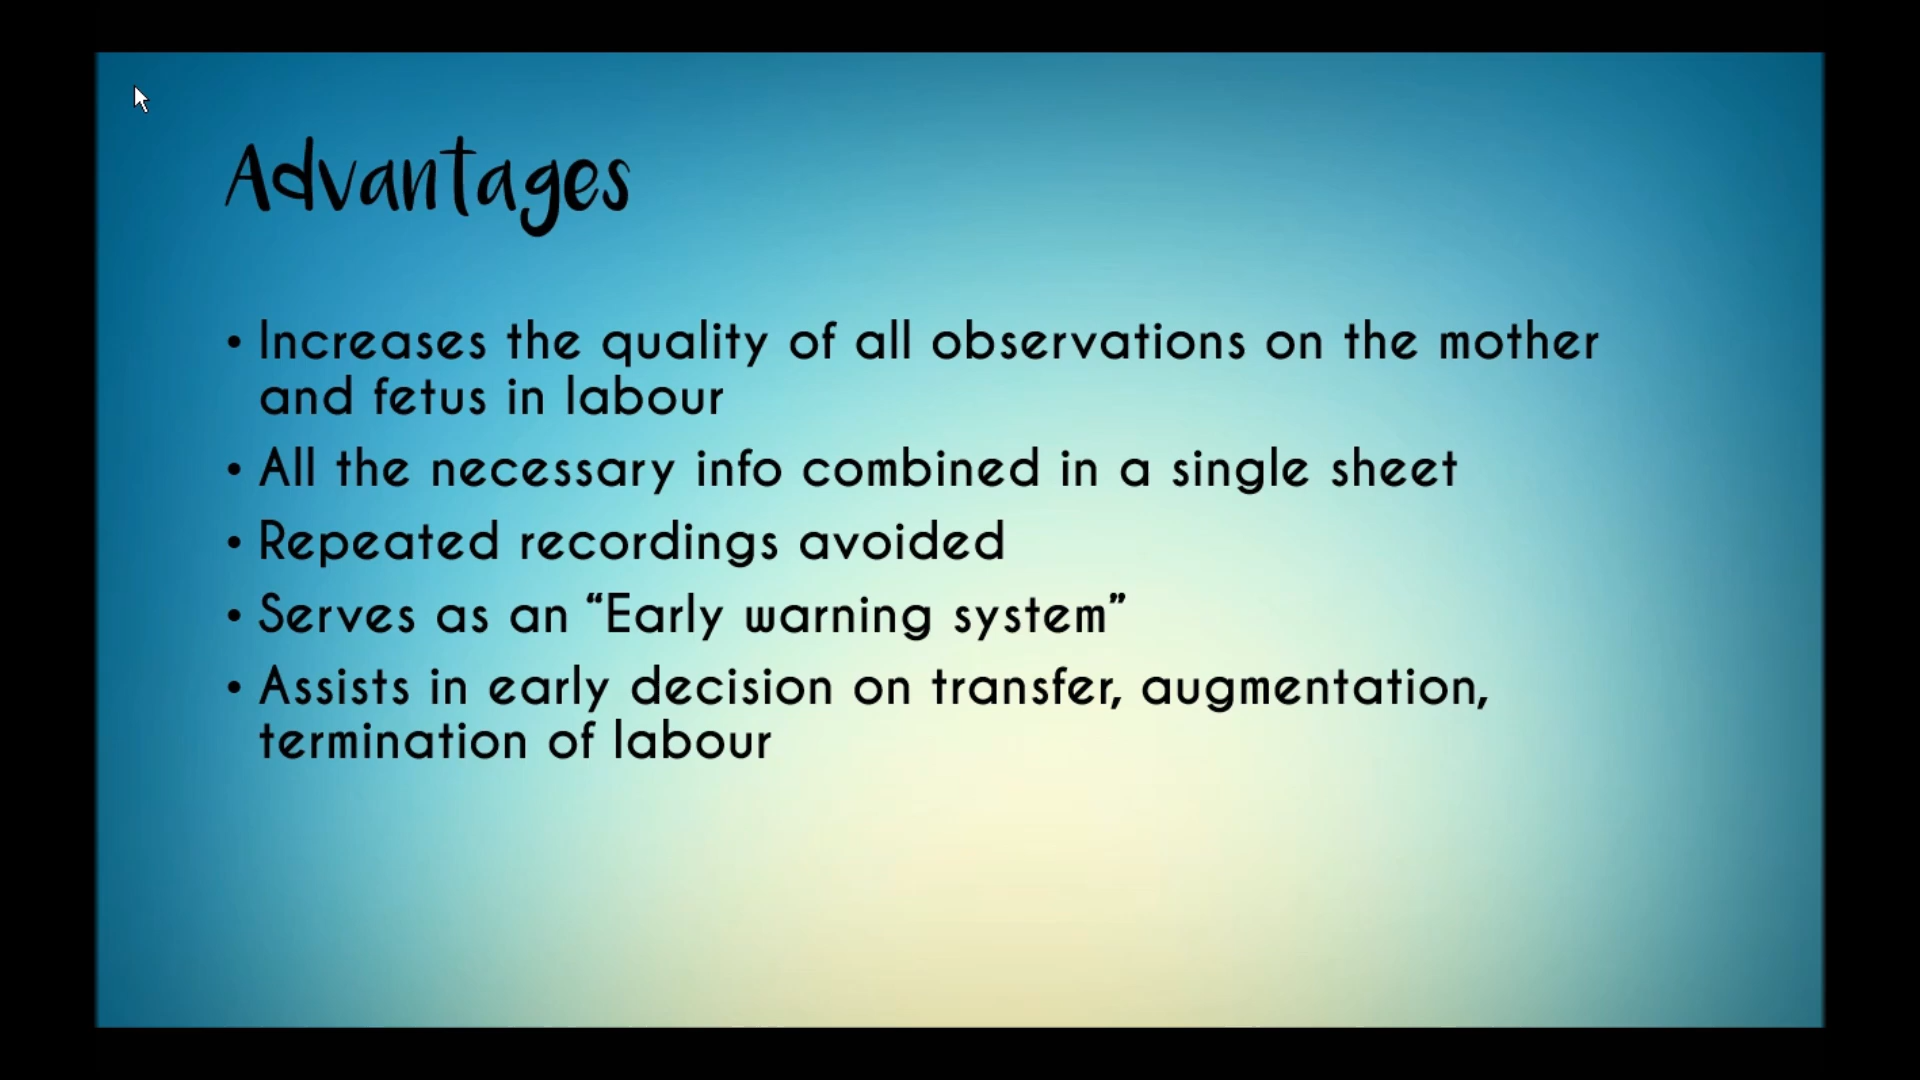 Advantages
• Increases the quality of all observations on the mother
and fetus in labour
• All the necessary info combined in a single sheet
• Repeated recordings avoided
• Serves as an “Early warning system”
• Assists in early decision on transfer, augmentation,
termination of labour